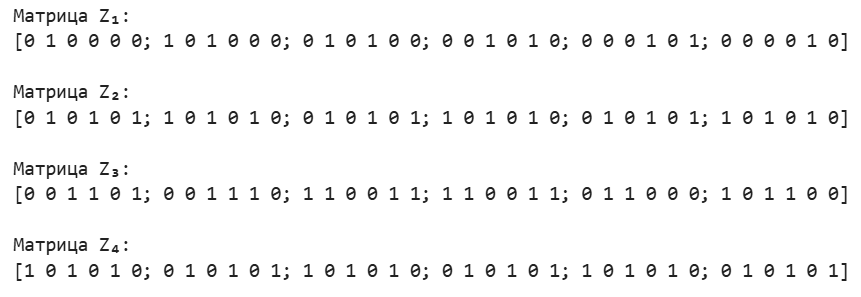 Матрица Z₁:
[0 1 0 0 0 0; 1 0 1 0 0 0; 0 1 0 1 0 0; 0 0 1 0 1 0; 0 0 0 1 0 1; 0 0 0 0 1 0]
Матрица Z₂:
[0 1 0 1 0 1; 1 0 1 0 1 0; 0 1 0 1 0 1; 1 0 1 0 1 0; 0 1 0 1 0 1; 1 0 1 0 1 0]
Матрица Z₃:
[0 0 1 1 0 1; 0 0 1 1 1 0; 1 1 0 0 1 1; 1 1 0 0 1 1; 0 1 1 0 0 0; 1 0 1 1 0 0]
Матрица Z₄:
[1 0 1 0 1 0; 0 1 0 1 0 1; 1 0 1 0 1 0; 0 1 0 1 0 1; 1 0 1 0 1 0; 0 1 0 1 0 1]